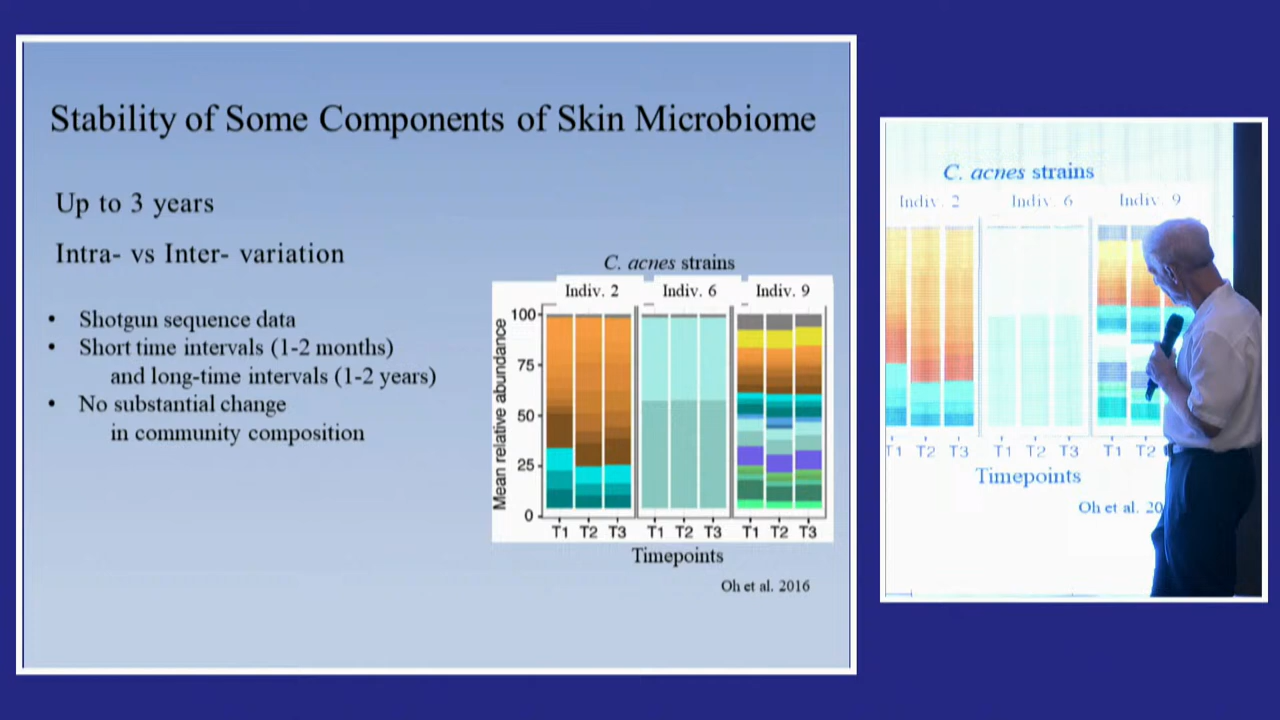 Stability of Some Components of Skin Microbiome
Up to 3 years
Intra- vs Inter- variation
• Shotgun sequence data
• Short time intervals (1-2 months)
and long-time intervals (1-2 years)
• No substantial change
in community composition
C. acnes strains
Indiv. 2 Indiv. 6 Indiv. 9
Mean relative abundance
100
75
50
25
0
T1 T2 T3 T1 T2 T3 T1 T2 T3
Timepoints
Oh et al. 2016
C. acnes strains
Indiv. 2 Indiv. 6 Indiv. 9
T1 T2 T3 T1 T2 T3 T1 T2
Timepoints
Oh et al. 20